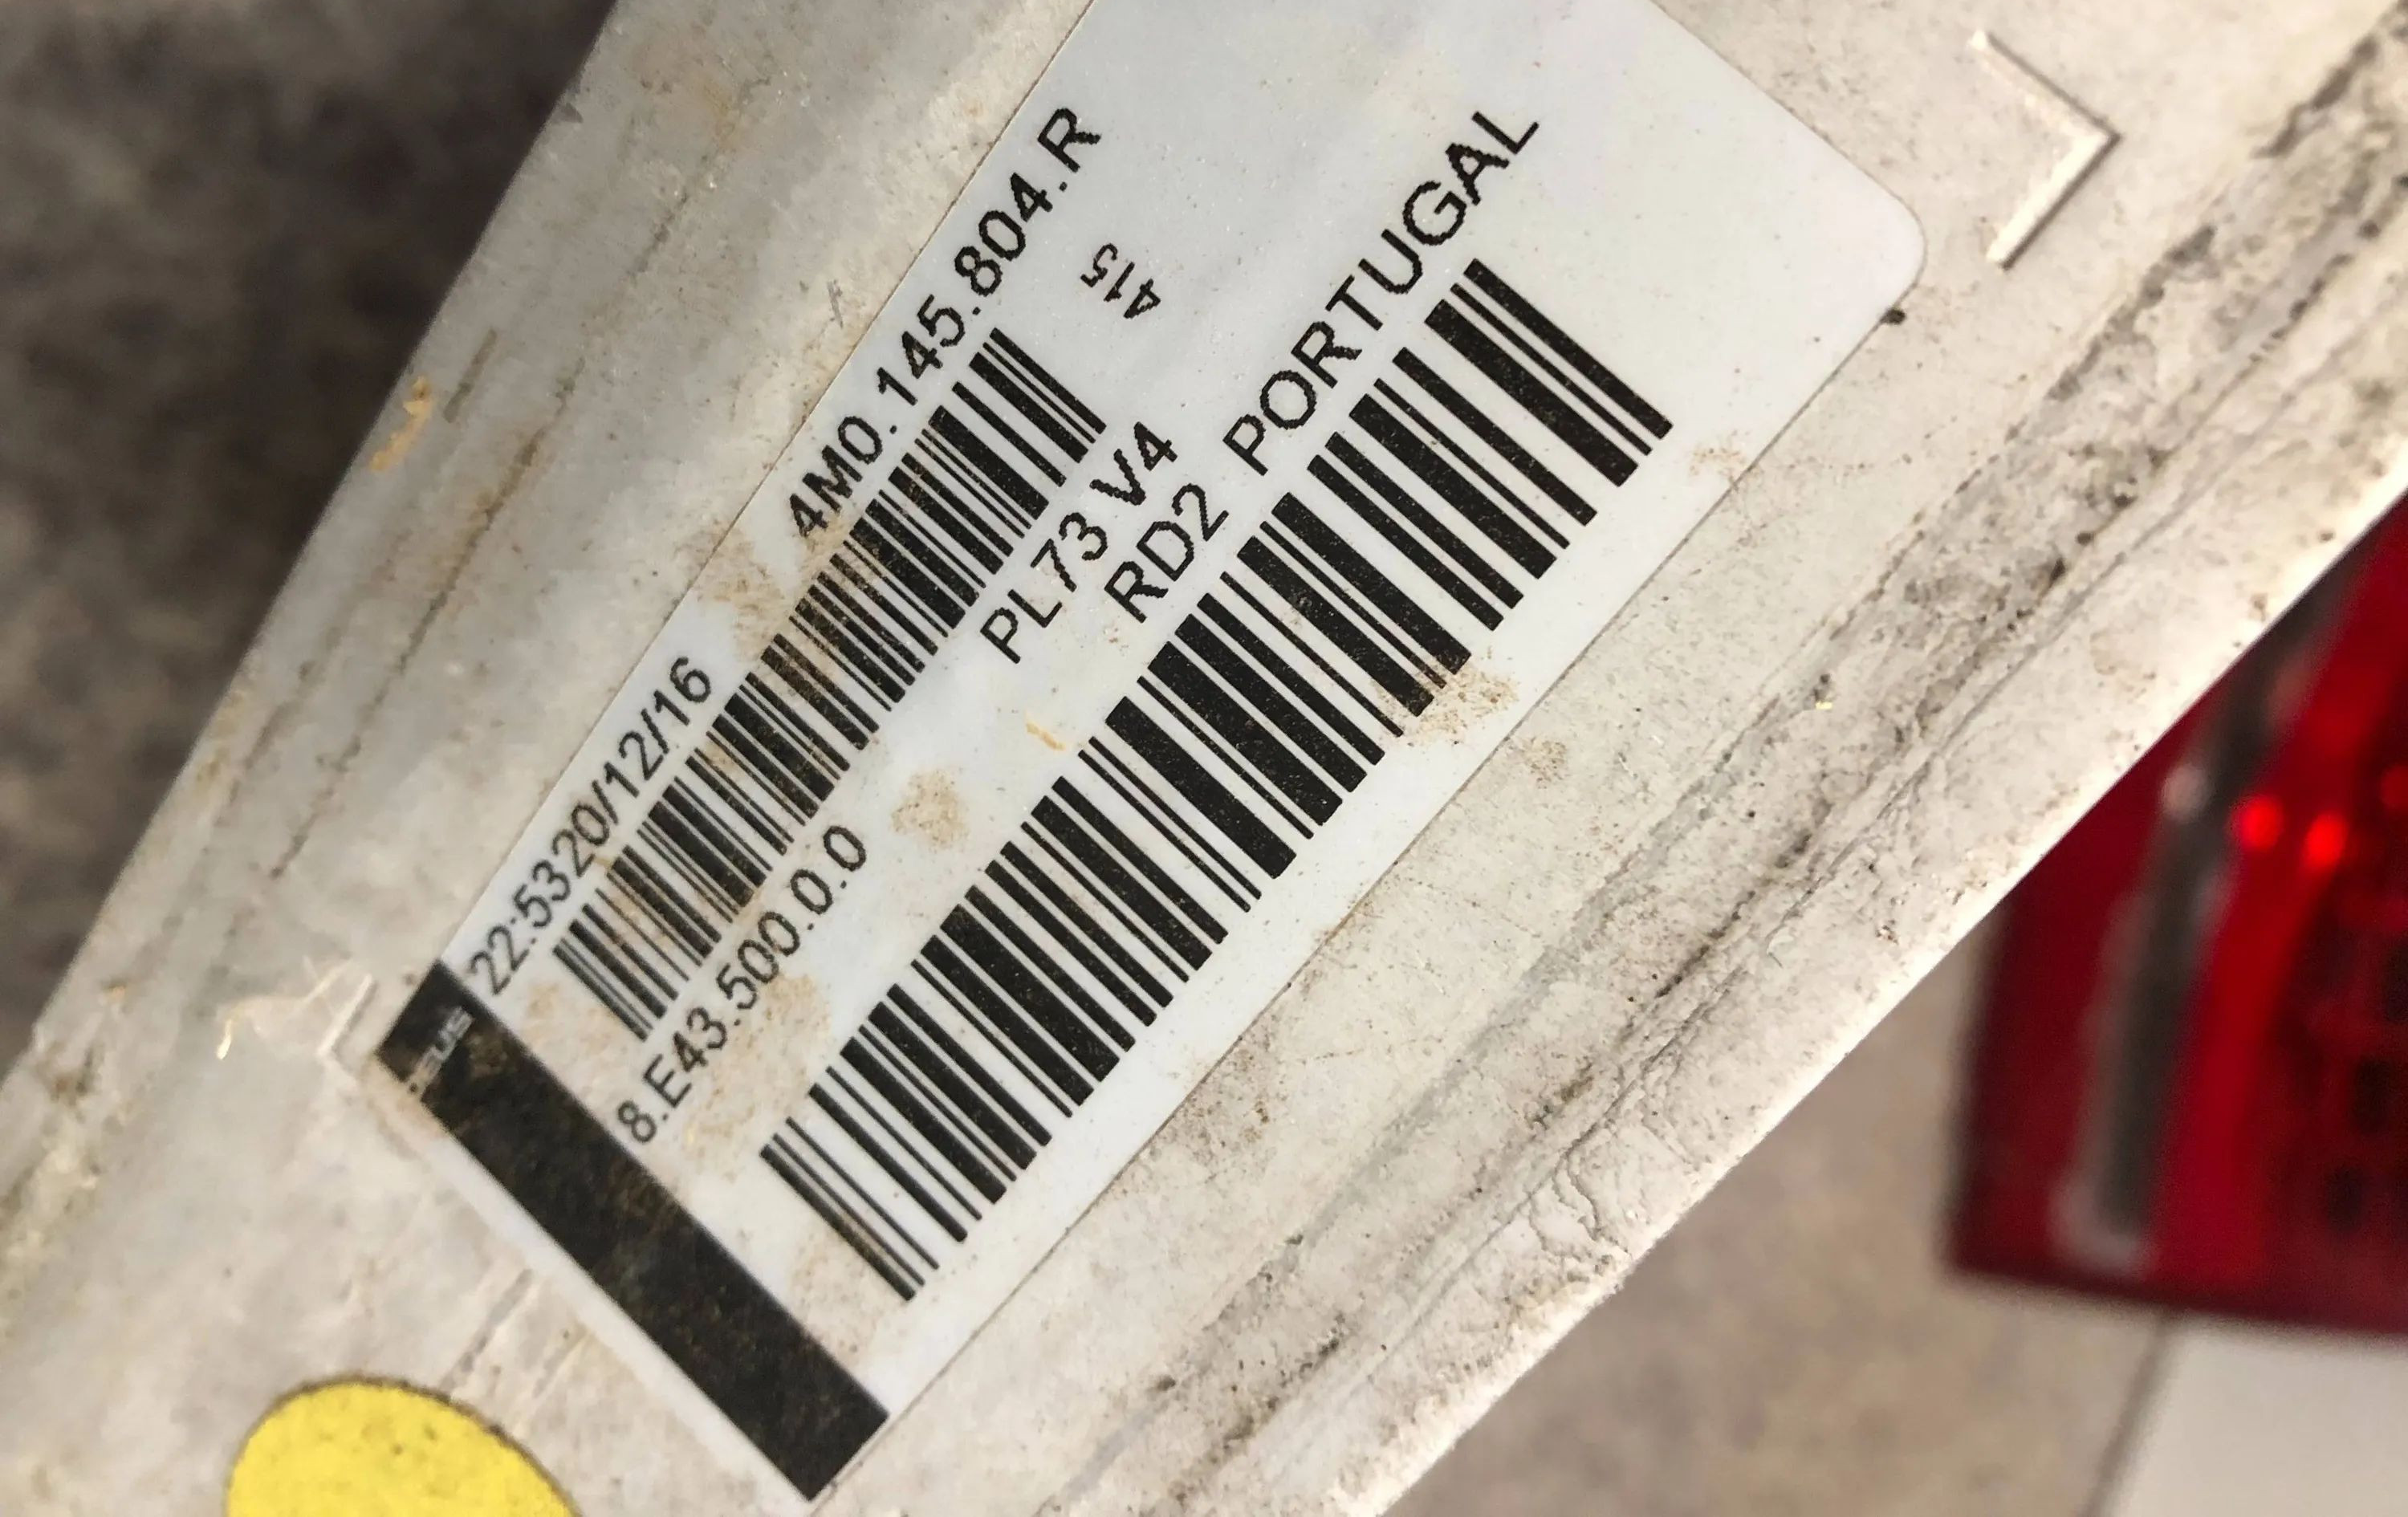 22:5320/12/16 4M0.145.804.R
415
8.E43.500.0.0 PL73 V4
RD2 PORTUGAL